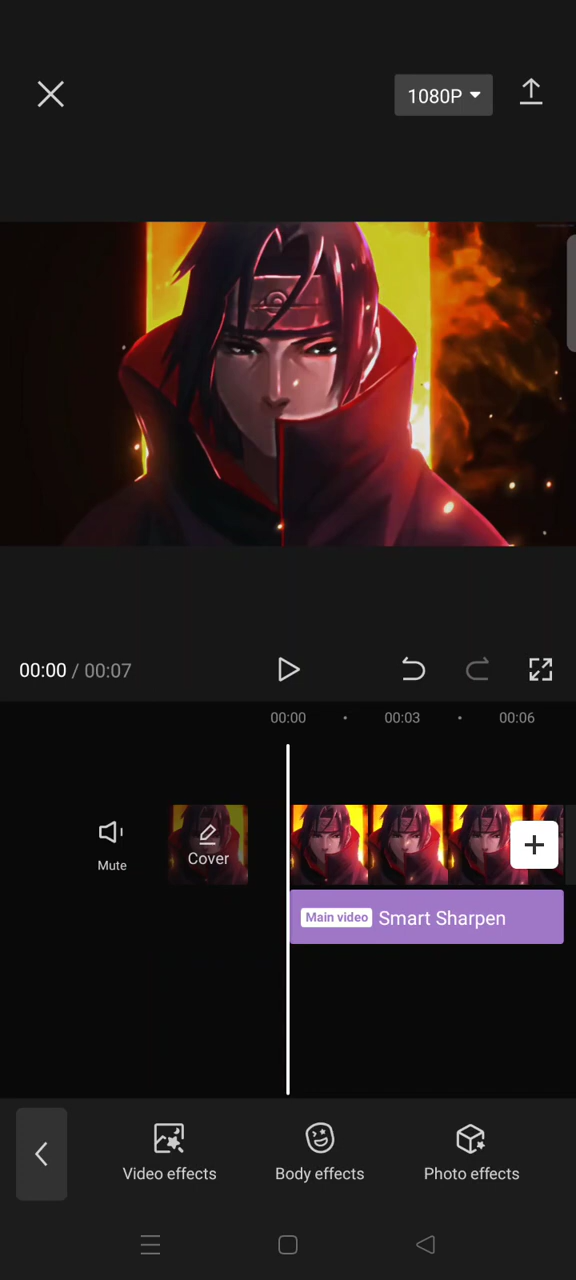 1080P
00:00 / 00:07
00:00 00:03 00:06
Mute
Cover
Main video Smart Sharpen
Video effects Body effects Photo effects